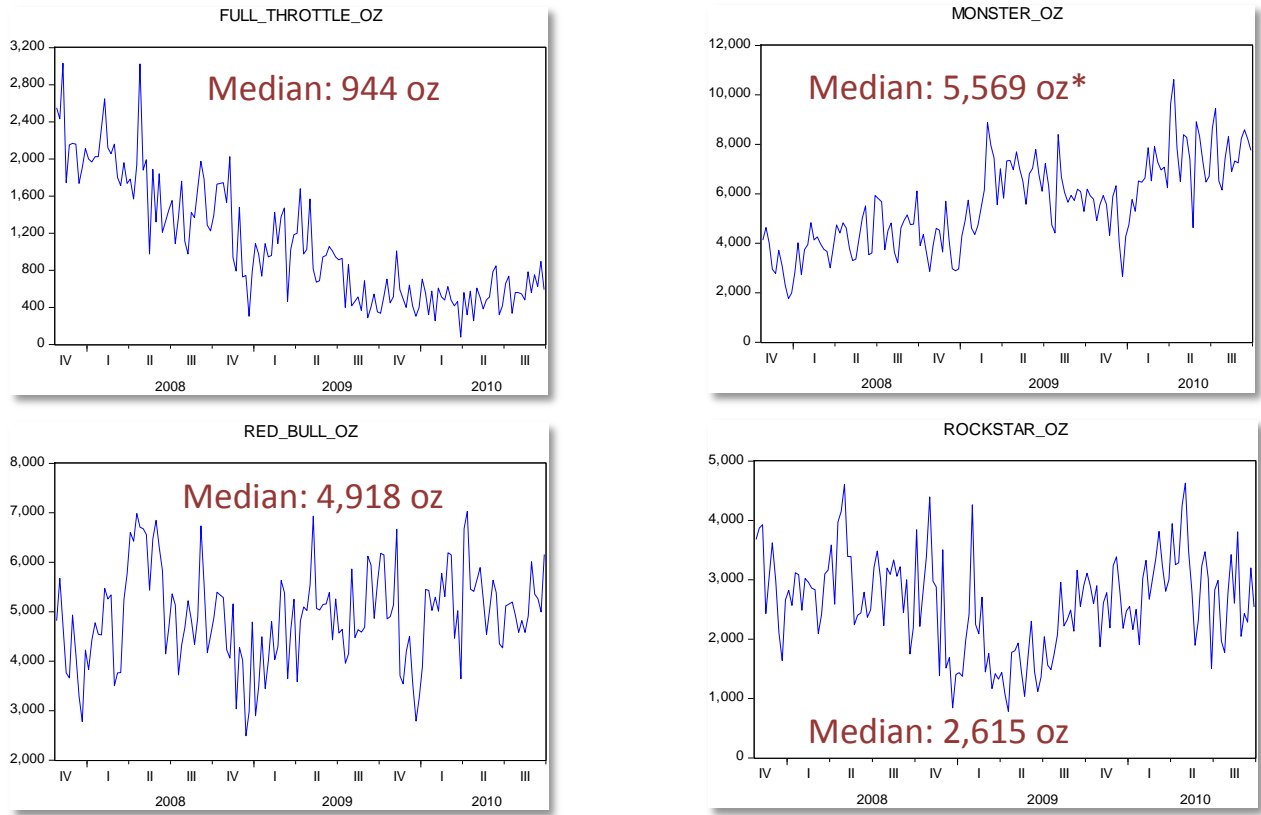 FULL_THROTTLE_OZ
3,200
2,800
2,400
2,000
1,600
1,200
800
400
0
Median: 944 oz
IV I II III IV I II III IV I II III
2008 2009 2010
MONSTER_OZ
12,000
10,000
8,000
6,000
4,000
2,000
0
Median: 5,569 oz*
IV I II III IV I II III IV I II III
2008 2009 2010
RED_BULL_OZ
8,000
7,000
6,000
5,000
4,000
3,000
2,000
Median: 4,918 oz
IV I II III IV I II III IV I II III
2008 2009 2010
ROCKSTAR_OZ
5,000
4,000
3,000
2,000
1,000
0
Median: 2,615 oz
IV I II III IV I II III IV I II III
2008 2009 2010